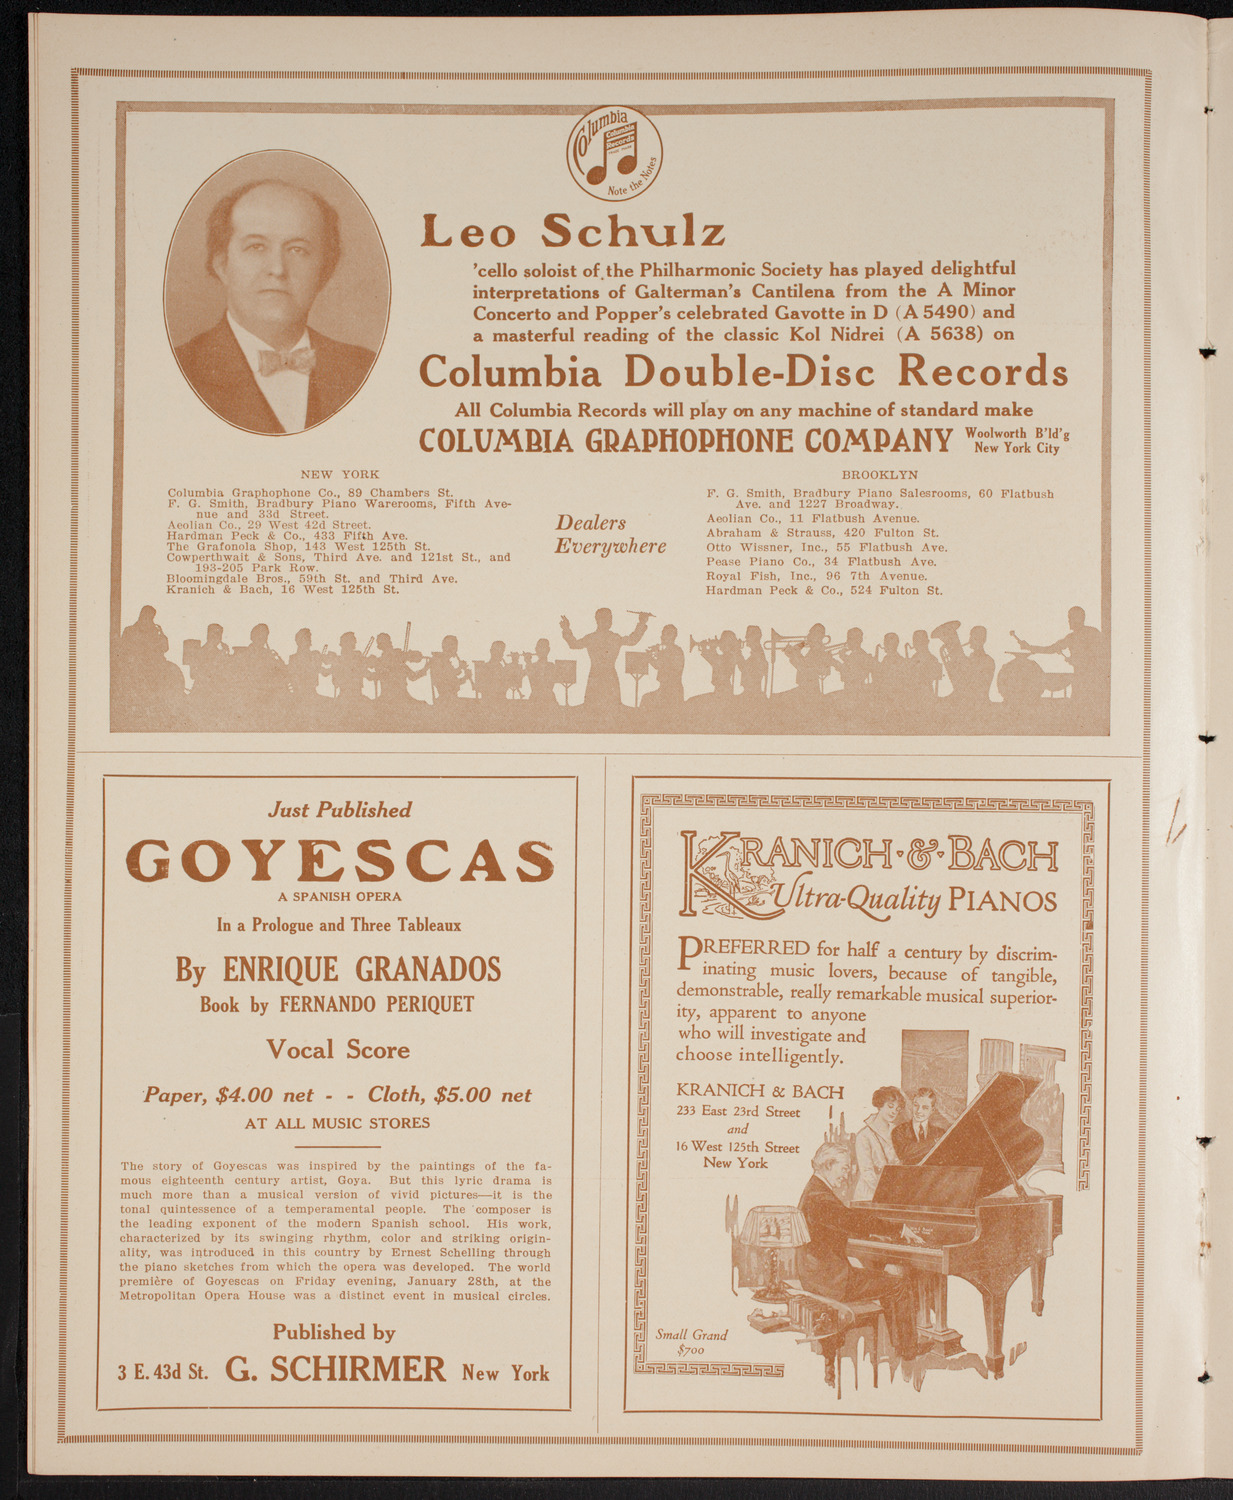 Columbia
Columbia
Records
Note the Notes
Leo Schulz
'cello soloist of the Philharmonic Society has played delightful
interpretations of Galterman's Cantilena from the A Minor
Concerto and Popper's celebrated Gavotte in D (A 5490) and
a masterful reading of the classic Kol Nidrei (A 5638) on
Columbia Double-Disc Records
All Columbia Records will play on any machine of standard make
COLUMBIA GRAPHOPHONE COMPANY Woolworth B'ld'g
New York City
NEW YORK
Columbia Graphophone Co., 89 Chambers St.
F. G. Smith, Bradbury Piano Warerooms, Fifth Ave-
nue and 33d Street.
Aeolian Co., 29 West 42d Street.
Hardman Peck & Co., 433 Fifth Ave.
The Grafonola Shop, 143 West 125th St.
Cowperthwait & Sons, Third Ave. and 121st St., and
193-205 Park Row.
Bloomingdale Bros., 59th St. and Third Ave.
Kranich & Bach, 16 West 125th St.
Dealers
Everywhere
BROOKLYN
F. G. Smith, Bradbury Piano Salesrooms, 60 Flatbush
Ave. and 1227 Broadway.
Aeolian Co., 11 Flatbush Avenue.
Abraham & Strauss, 420 Fulton St.
Otto Wissner, Inc., 55 Flatbush Ave.
Pease Piano Co., 34 Flatbush Ave.
Royal Fish, Inc., 96 7th Avenue.
Hardman Peck & Co., 524 Fulton St.
Just Published
GOYESCAS
A SPANISH OPERA
In a Prologue and Three Tableaux
By ENRIQUE GRANADOS
Book by FERNANDO PERIQUET
Vocal Score
Paper, $4.00 net - - Cloth, $5.00 net
AT ALL MUSIC STORES
The story of Goyescas was inspired by the paintings of the fa-
mous eighteenth century artist, Goya. But this lyric drama is
much more than a musical version of vivid pictures—it is the
tonal quintessence of a temperamental people. The composer is
the leading exponent of the modern Spanish school. His work,
characterized by its swinging rhythm, color and striking origin-
ality, was introduced in this country by Ernest Schelling through
the piano sketches from which the opera was developed. The world
première of Goyescas on Friday evening, January 28th, at the
Metropolitan Opera House was a distinct event in musical circles.
Published by
3 E. 43d St. G. SCHIRMER New York
KRANICH & BACH
Ultra-Quality PIANOS
PREFERRED for half a century by discrim-
inating music lovers, because of tangible,
demonstrable, really remarkable musical superior-
ity, apparent to anyone
who will investigate and
choose intelligently.
KRANICH & BACH
233 East 23rd Street
and
16 West 125th Street
New York
Small Grand
$700